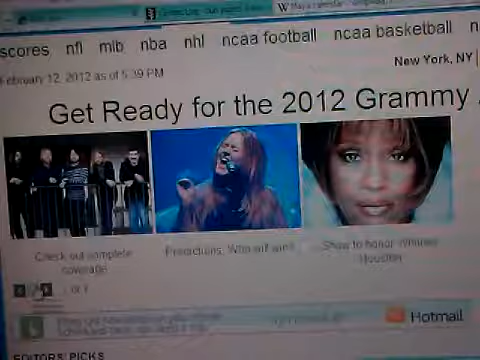 scores nfl mlb nba nhl ncaa football ncaa basketball
February 12, 2012 as of 5:39 PM
New York, NY
Get Ready for the 2012 Grammy
Check out complete
coverage
Predictions: Who will win?
Show to honor Whitney
Houston
Hotmail
EDITORS' PICKS